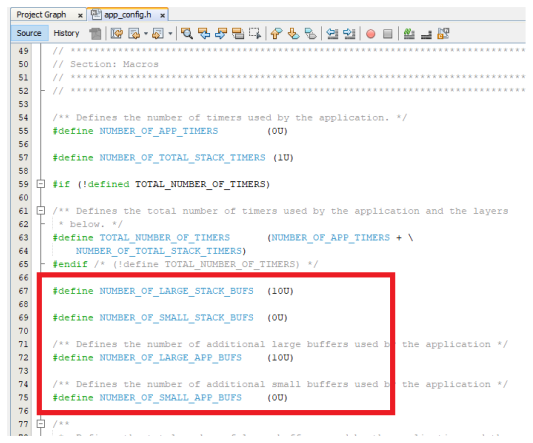 Project Graph x app_config.h x
Source History
49 // ****************************************************************************
50 // Section: Macros
51 // ****************************************************************************
52 // ****************************************************************************
53
54 /** Defines the number of timers used by the application. */
55 #define NUMBER_OF_APP_TIMERS (0U)
56
57 #define NUMBER_OF_TOTAL_STACK_TIMERS (1U)
58
59 #if (!defined TOTAL_NUMBER_OF_TIMERS)
60
61 /** Defines the total number of timers used by the application and the layers
62 * below. */
63 #define TOTAL_NUMBER_OF_TIMERS (NUMBER_OF_APP_TIMERS + \
64 NUMBER_OF_TOTAL_STACK_TIMERS)
65 #endif /* (!define TOTAL_NUMBER_OF_TIMERS) */
66
67 #define NUMBER_OF_LARGE_STACK_BUFS (10U)
68
69 #define NUMBER_OF_SMALL_STACK_BUFS (0U)
70
71 /** Defines the number of additional large buffers used by the application */
72 #define NUMBER_OF_LARGE_APP_BUFS (10U)
73
74 /** Defines the number of additional small buffers used by the application */
75 #define NUMBER_OF_SMALL_APP_BUFS (0U)
76
77 /**